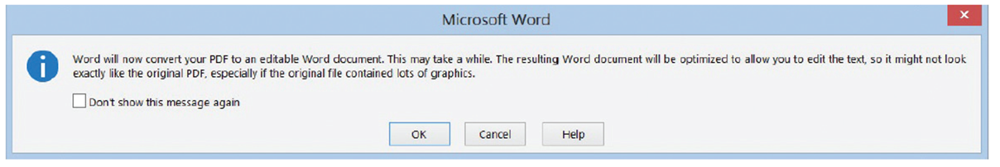 Microsoft Word
Word will now convert your PDF to an editable Word document. This may take a while. The resulting Word document will be optimized to allow you to edit the text, so it might not look
exactly like the original PDF, especially if the original file contained lots of graphics.
Don't show this message again
OK Cancel Help